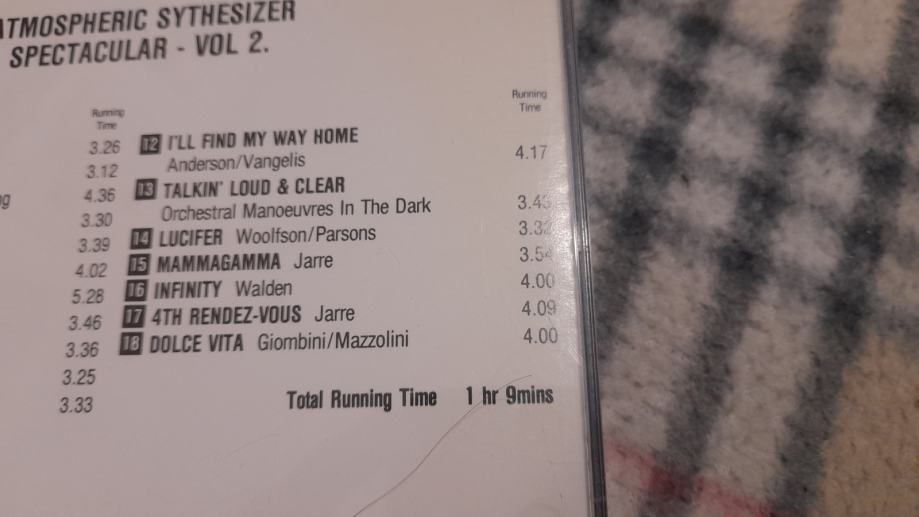 ATMOSPHERIC SYTHESIZER
SPECTACULAR - VOL 2.
Running
Time
3.26
3.12
4.36
3.30
3.39
4.02
5.28
3.46
3.36
3.25
3.33
Running
Time
12 I'LL FIND MY WAY HOME
Anderson/Vangelis 4.17
13 TALKIN' LOUD & CLEAR
Orchestral Manoeuvres In The Dark
14 LUCIFER Woolfson/Parsons
15 MAMMAGAMMA Jarre 3.54
16 INFINITY Walden 4.00
17 4TH RENDEZ-VOUS Jarre 4.09
18 DOLCE VITA Giombini/Mazzolini 4.00
Total Running Time 1 hr 9mins